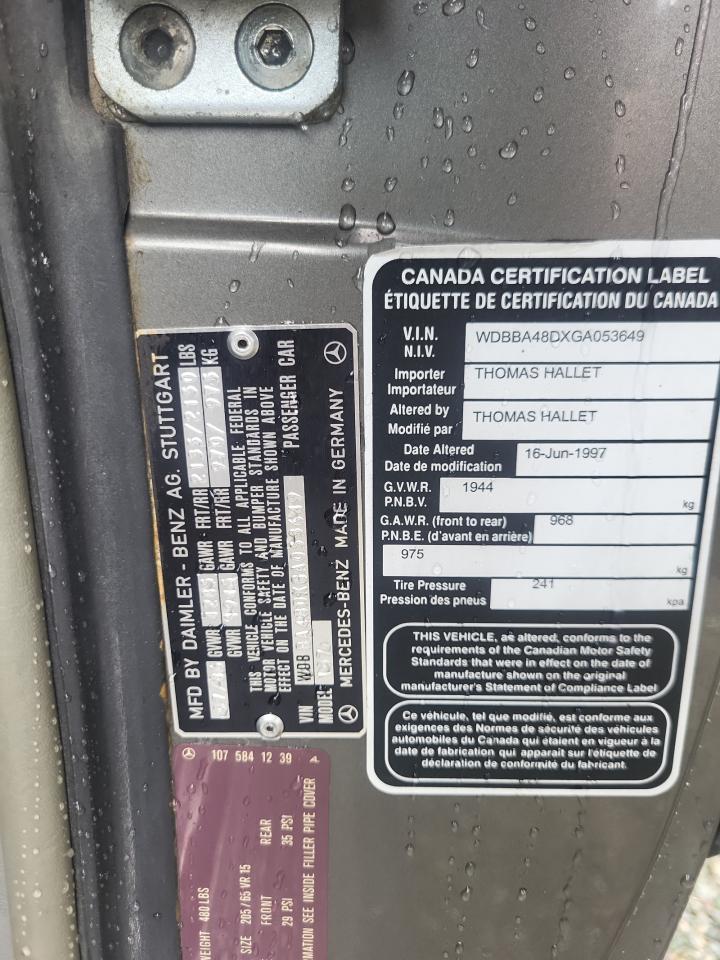 CANADA CERTIFICATION LABEL
ÉTIQUETTE DE CERTIFICATION DU CANADA
V.I.N.
N.I.V.
WDBBA48DXGA053649
Importer
Importateur
THOMAS HALLET
Altered by
Modifié par
THOMAS HALLET
Date Altered
Date de modification
16-Jun-1997
G.V.W.R.
P.N.B.V.
1944
kg
G.A.W.R. (front to rear)
P.N.B.E. (d'avant en arrière)
968
975
kg
Tire Pressure
Pression des pneus
241
kpa
THIS VEHICLE, as altered, conforms to the
requirements of the Canadian Motor Safety
Standards that were in effect on the date of
manufacture shown on the original
manufacturer's Statement of Compliance Label
Ce véhicule, tel que modifié, est conforme aux
exigences des Normes de sécurité des véhicules
automobiles du Canada qui étaient en vigueur à la
date de fabrication qui apparait sur l'étiquette de
déclaration de conformité du fabricant.
MFD BY DAIMLER-BENZ AG. STUTTGART
GVWR GAWR-FRT/RR LBS
GVWR GAWR FRT/RR KG
THIS VEHICLE CONFORMS TO ALL APPLICABLE FEDERAL
MOTOR VEHICLE SAFETY AND BUMPER STANDARDS IN
EFFECT ON THE DATE OF MANUFACTURE SHOWN ABOVE
PASSENGER CAR
VIN WDB
MODEL
MERCEDES-BENZ MADE IN GERMANY
107 584 12 39 A
WEIGHT 480 LBS
SIZE 205/65 VR 15
FRONT REAR
29 PSI 35 PSI
MATION SEE INSIDE FILLER PIPE COVER